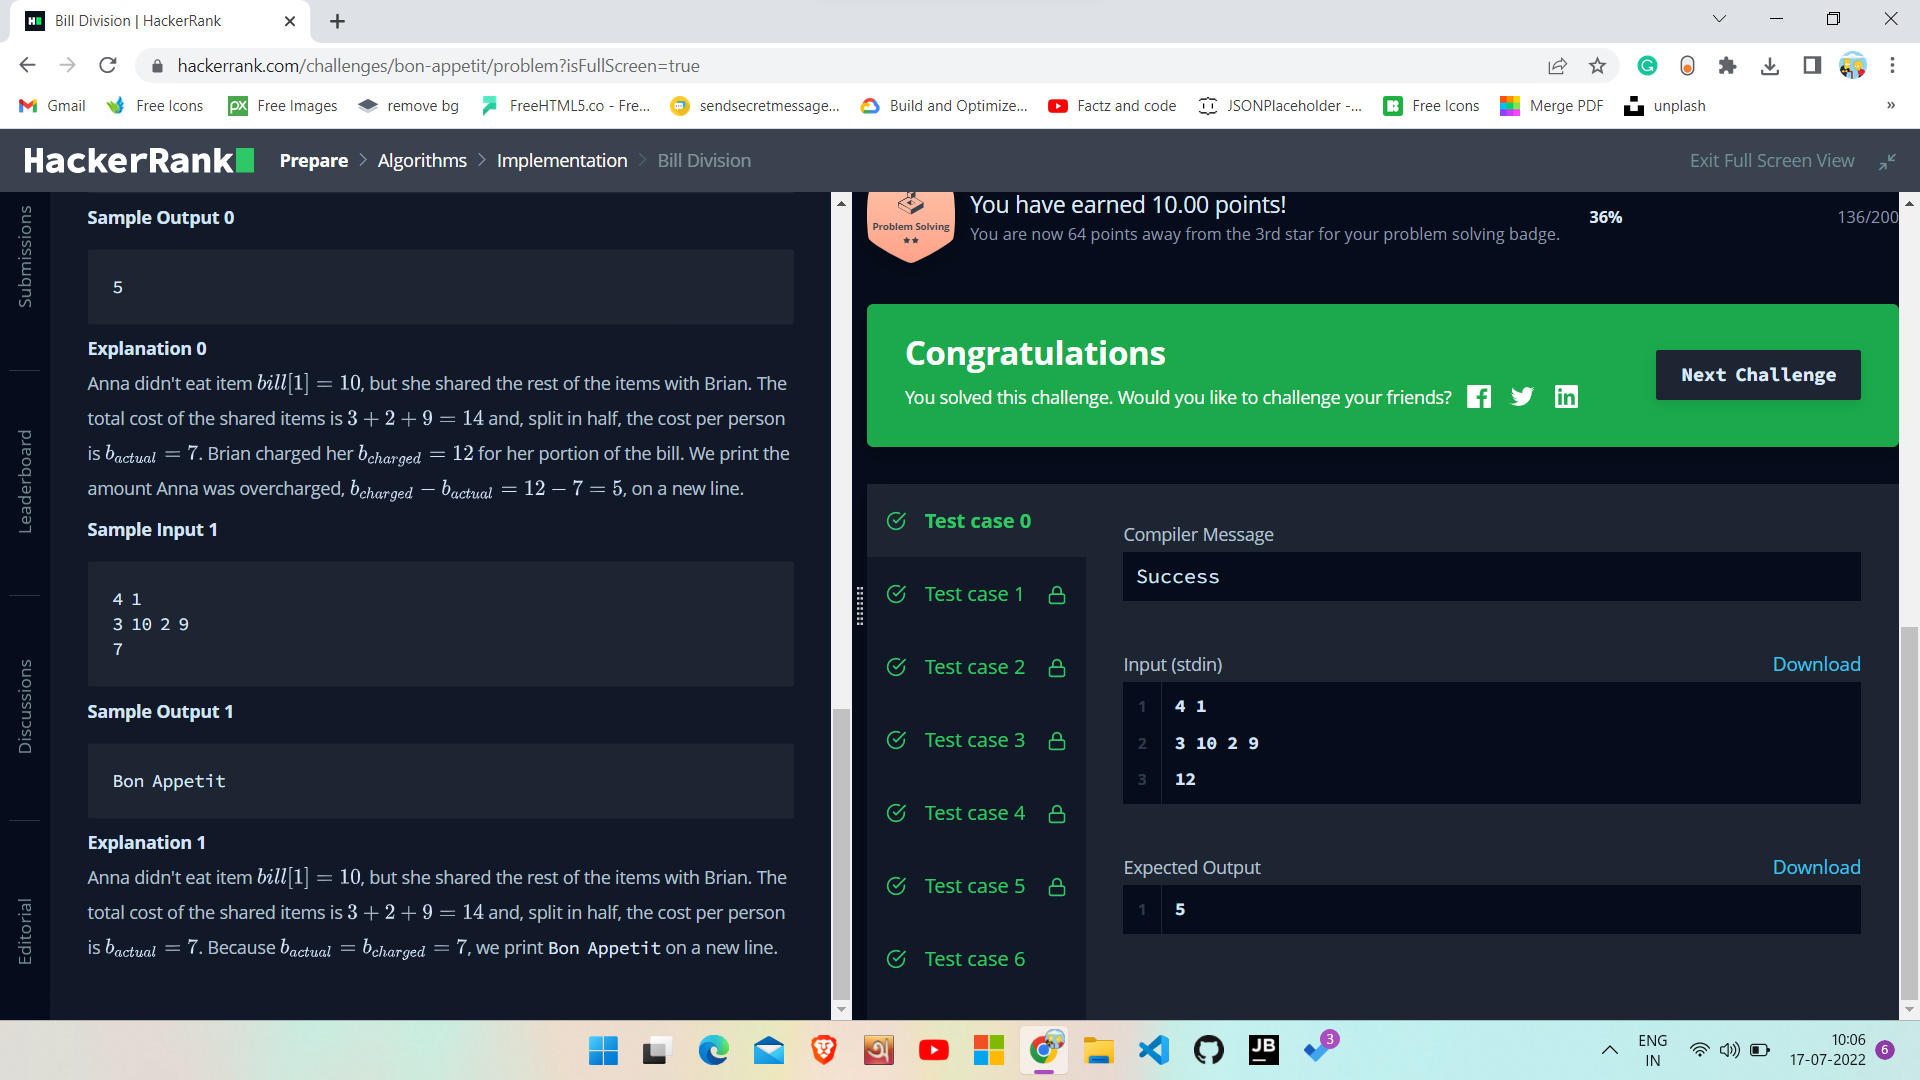 Bill Division | HackerRank
hackerrank.com/challenges/bon-appetit/problem?isFullScreen=true
Gmail
Free Icons
Free Images
remove bg
FreeHTML5.co - Fre...
sendsecretmessage...
Build and Optimize...
Factz and code
JSONPlaceholder -...
Free Icons
Merge PDF
unplash
HackerRank
Prepare
Algorithms
Implementation
Bill Division
Exit Full Screen View
Submissions
Leaderboard
Discussions
Editorial
Sample Output 0
5
Explanation 0
Anna didn't eat item bill[1] = 10, but she shared the rest of the items with Brian. The
total cost of the shared items is 3 + 2 + 9 = 14 and, split in half, the cost per person
is b_actual = 7. Brian charged her b_charged = 12 for her portion of the bill. We print the
amount Anna was overcharged, b_charged − b_actual = 12 − 7 = 5, on a new line.
Sample Input 1
4 1
3 10 2 9
7
Sample Output 1
Bon Appetit
Explanation 1
Anna didn't eat item bill[1] = 10, but she shared the rest of the items with Brian. The
total cost of the shared items is 3 + 2 + 9 = 14 and, split in half, the cost per person
is b_actual = 7. Because b_actual = b_charged = 7, we print Bon Appetit on a new line.
Problem Solving
You have earned 10.00 points!
You are now 64 points away from the 3rd star for your problem solving badge.
36%
136/200
Congratulations
You solved this challenge. Would you like to challenge your friends?
Next Challenge
Test case 0
Test case 1
Test case 2
Test case 3
Test case 4
Test case 5
Test case 6
Compiler Message
Success
Input (stdin)
Download
1 4 1
2 3 10 2 9
3 12
Expected Output
Download
1 5
JB
3
ENG
IN
10:06
17-07-2022
6